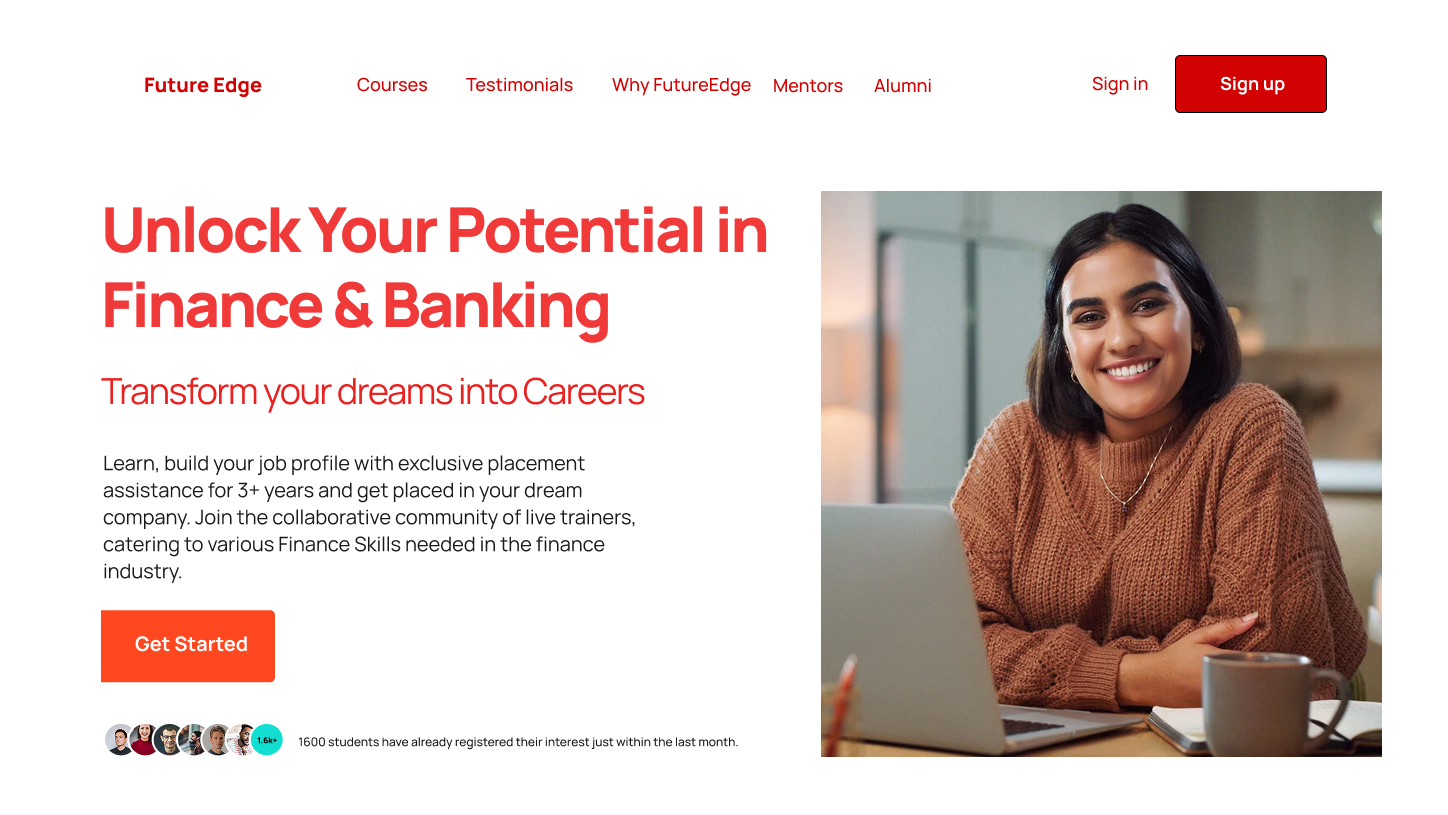 Future Edge
Courses
Testimonials
Why FutureEdge
Mentors
Alumni
Sign in
Sign up
Unlock Your Potential in
Finance & Banking
Transform your dreams into Careers
Learn, build your job profile with exclusive placement
assistance for 3+ years and get placed in your dream
company. Join the collaborative community of live trainers,
catering to various Finance Skills needed in the finance
industry.
Get Started
1.6k+
1600 students have already registered their interest just within the last month.